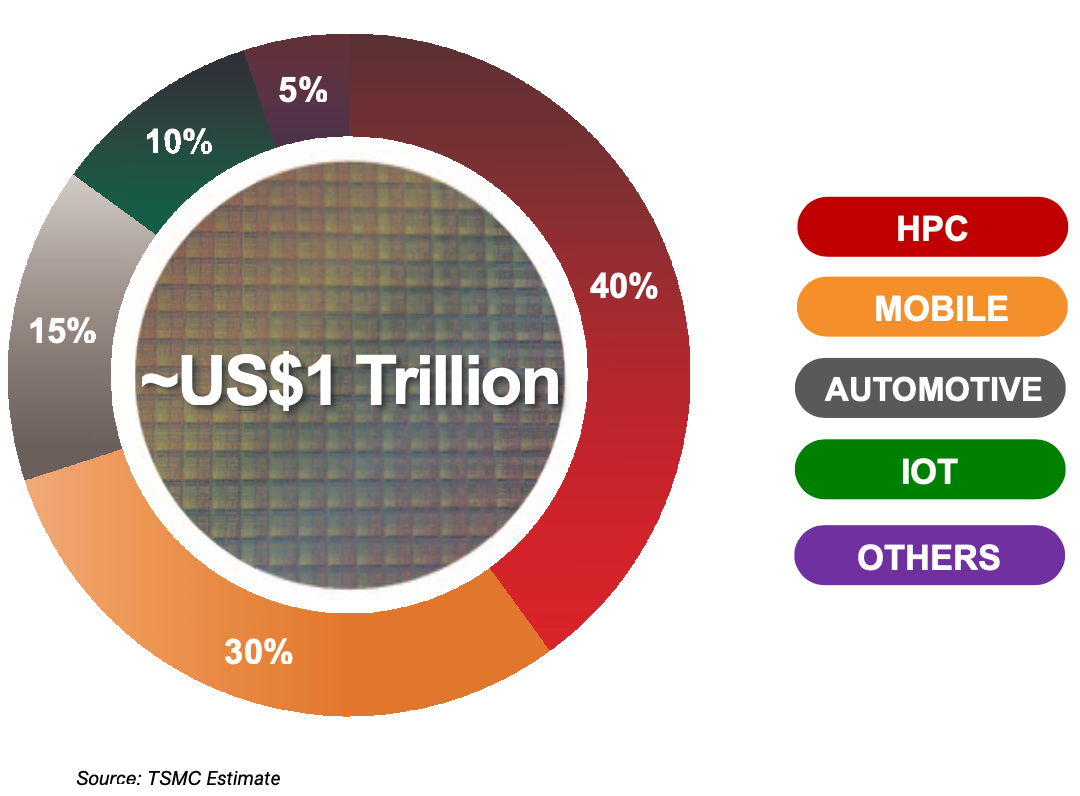 5%
10%
40%
15%
~US$1 Trillion
30%
HPC
MOBILE
AUTOMOTIVE
IOT
OTHERS
Source: TSMC Estimate